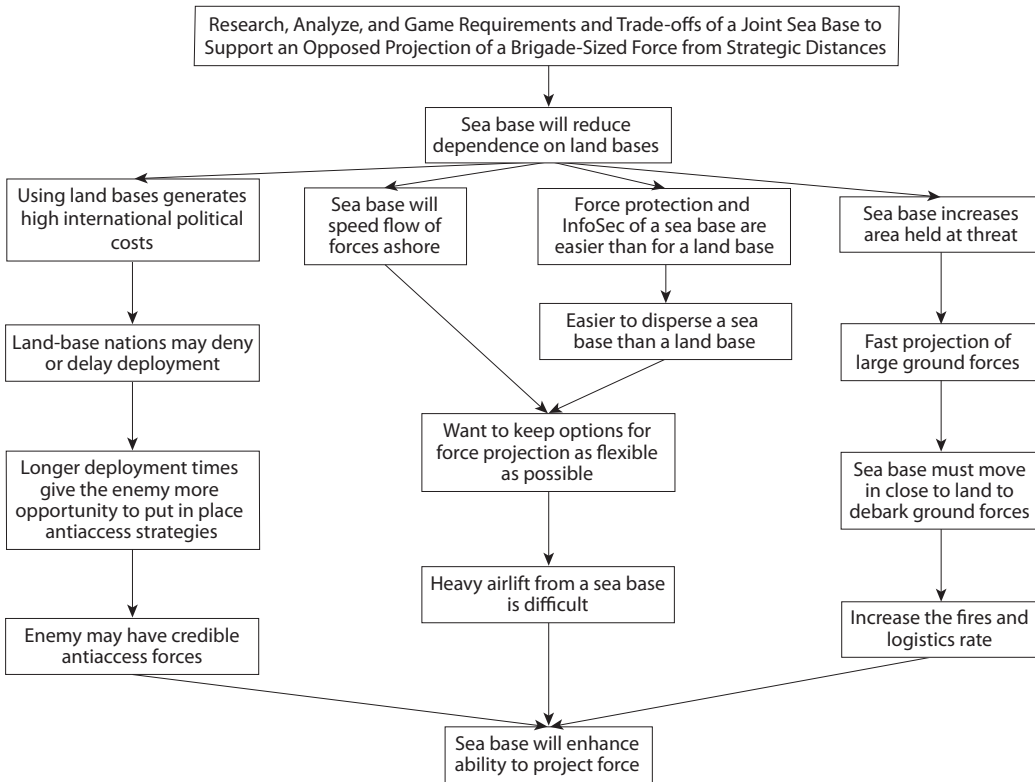 Research, Analyze, and Game Requirements and Trade-offs of a Joint Sea Base to
Support an Opposed Projection of a Brigade-Sized Force from Strategic Distances
Sea base will reduce
dependence on land bases
Using land bases generates
high international political
costs
Sea base will
speed flow of
forces ashore
Force protection and
InfoSec of a sea base are
easier than for a land base
Sea base increases
area held at threat
Land-base nations may deny
or delay deployment
Easier to disperse a sea
base than a land base
Fast projection of
large ground forces
Longer deployment times
give the enemy more
opportunity to put in place
antiaccess strategies
Want to keep options for
force projection as flexible
as possible
Sea base must move
in close to land to
debark ground forces
Enemy may have credible
antiaccess forces
Heavy airlift from a sea base
is difficult
Increase the fires and
logistics rate
Sea base will enhance
ability to project force